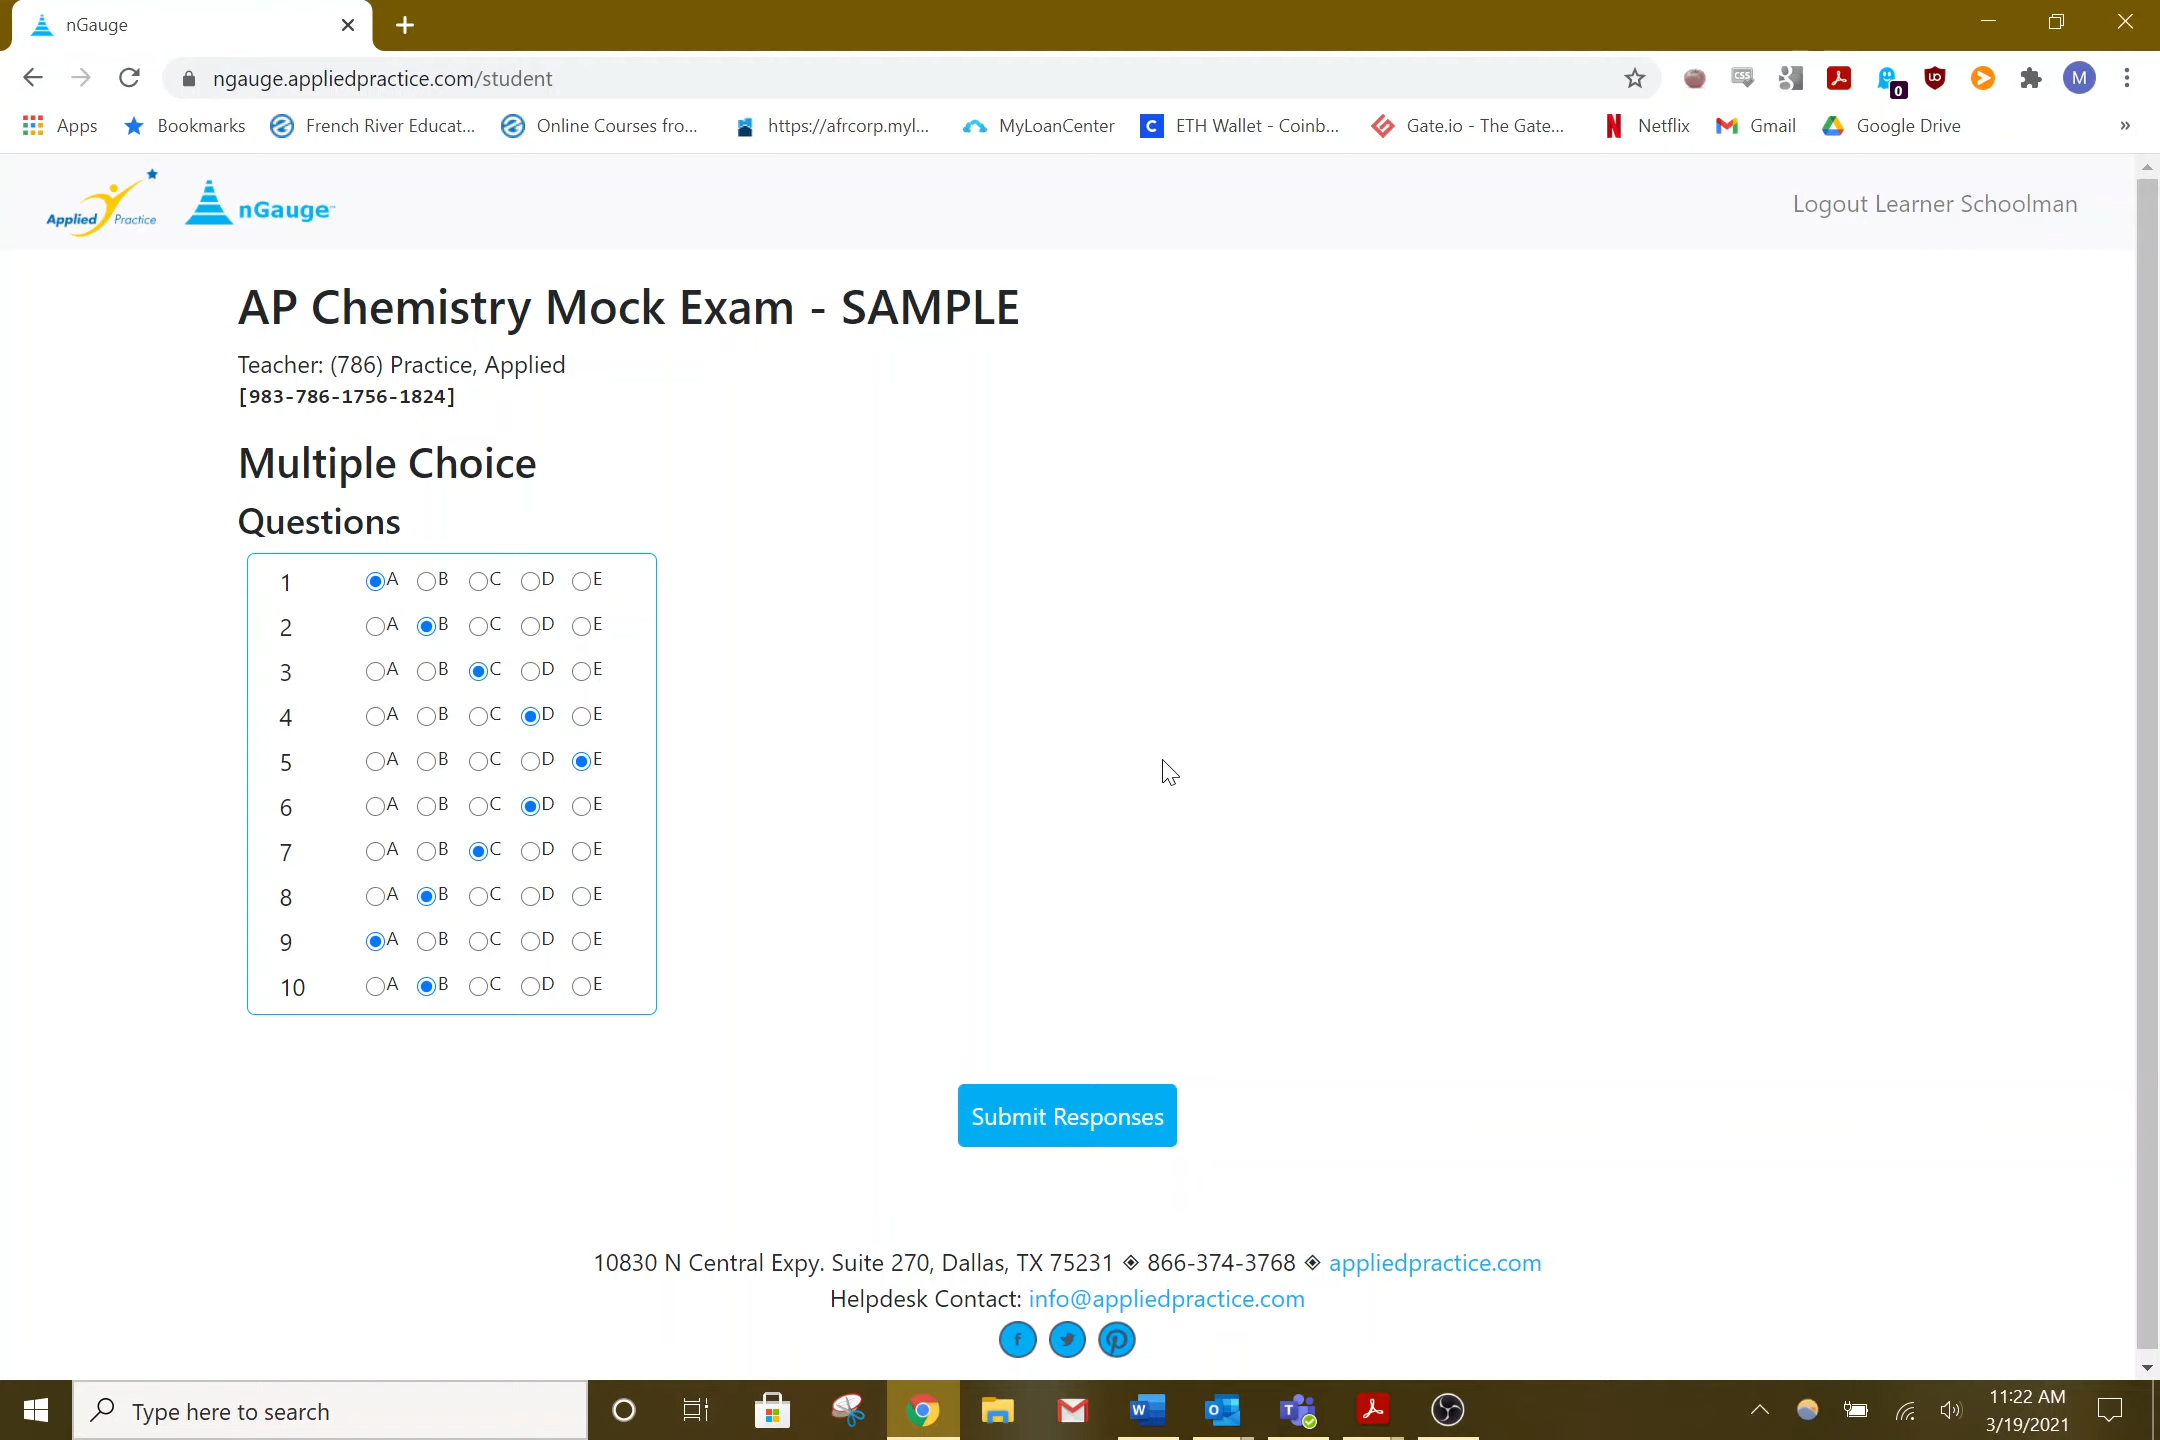 nGauge
ngauge.appliedpractice.com/student
CSS
0
UD
M
Apps
Bookmarks
French River Educat...
Online Courses fro...
https://afrcorp.myl...
MyLoanCenter
C
ETH Wallet - Coinb...
Gate.io - The Gate...
Netflix
Gmail
Google Drive
»
Applied Practice
nGauge
Logout Learner Schoolman
AP Chemistry Mock Exam - SAMPLE
Teacher: (786) Practice, Applied
[983-786-1756-1824]
Multiple Choice
Questions
1 A B C D E
2 A B C D E
3 A B C D E
4 A B C D E
5 A B C D E
6 A B C D E
7 A B C D E
8 A B C D E
9 A B C D E
10 A B C D E
Submit Responses
10830 N Central Expy. Suite 270, Dallas, TX 75231 ◈ 866-374-3768 ◈ appliedpractice.com
Helpdesk Contact: info@appliedpractice.com
Type here to search
11:22 AM
3/19/2021